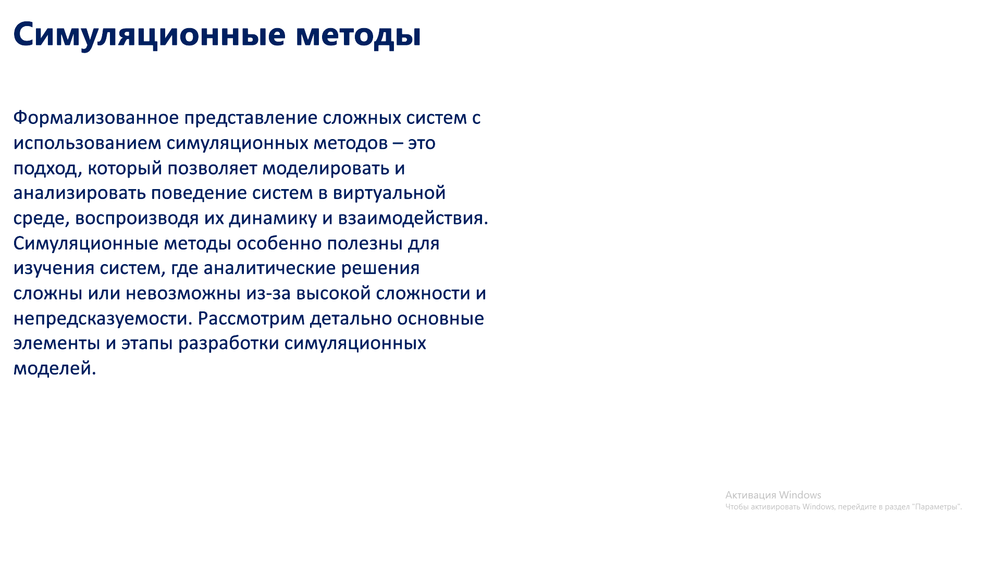 Симуляционные методы
Формализованное представление сложных систем с
использованием симуляционных методов – это
подход, который позволяет моделировать и
анализировать поведение систем в виртуальной
среде, воспроизводя их динамику и взаимодействия.
Симуляционные методы особенно полезны для
изучения систем, где аналитические решения
сложны или невозможны из-за высокой сложности и
непредсказуемости. Рассмотрим детально основные
элементы и этапы разработки симуляционных
моделей.
Активация Windows
Чтобы активировать Windows, перейдите в раздел "Параметры".